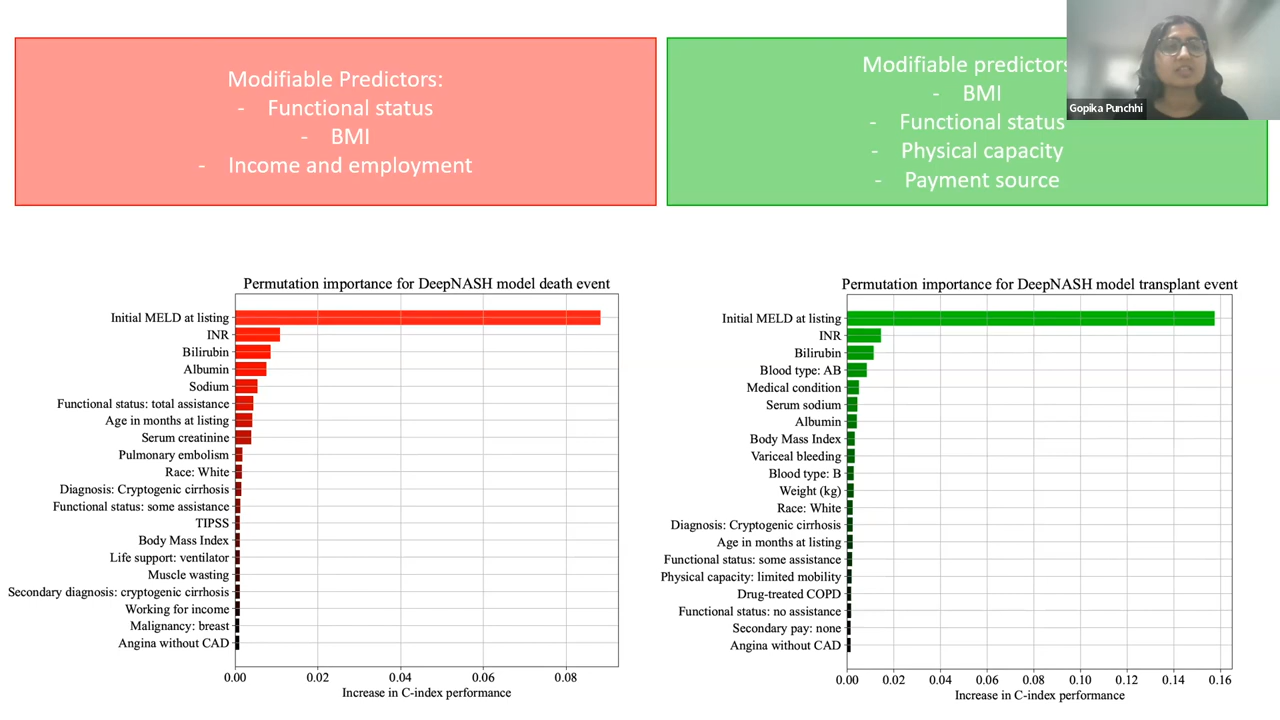 Modifiable Predictors:
- Functional status
- BMI
- Income and employment
Modifiable predictors
- BMI
- Functional status
- Physical capacity
- Payment source
Gopika Punchhi
Permutation importance for DeepNASH model death event
Initial MELD at listing
INR
Bilirubin
Albumin
Sodium
Functional status: total assistance
Age in months at listing
Serum creatinine
Pulmonary embolism
Race: White
Diagnosis: Cryptogenic cirrhosis
Functional status: some assistance
TIPSS
Body Mass Index
Life support: ventilator
Muscle wasting
Secondary diagnosis: cryptogenic cirrhosis
Working for income
Malignancy: breast
Angina without CAD
0.00 0.02 0.04 0.06 0.08
Increase in C-index performance
Permutation importance for DeepNASH model transplant event
Initial MELD at listing
INR
Bilirubin
Blood type: AB
Medical condition
Serum sodium
Albumin
Body Mass Index
Variceal bleeding
Blood type: B
Weight (kg)
Race: White
Diagnosis: Cryptogenic cirrhosis
Age in months at listing
Functional status: some assistance
Physical capacity: limited mobility
Drug-treated COPD
Functional status: no assistance
Secondary pay: none
Angina without CAD
0.00 0.02 0.04 0.06 0.08 0.10 0.12 0.14 0.16
Increase in C-index performance